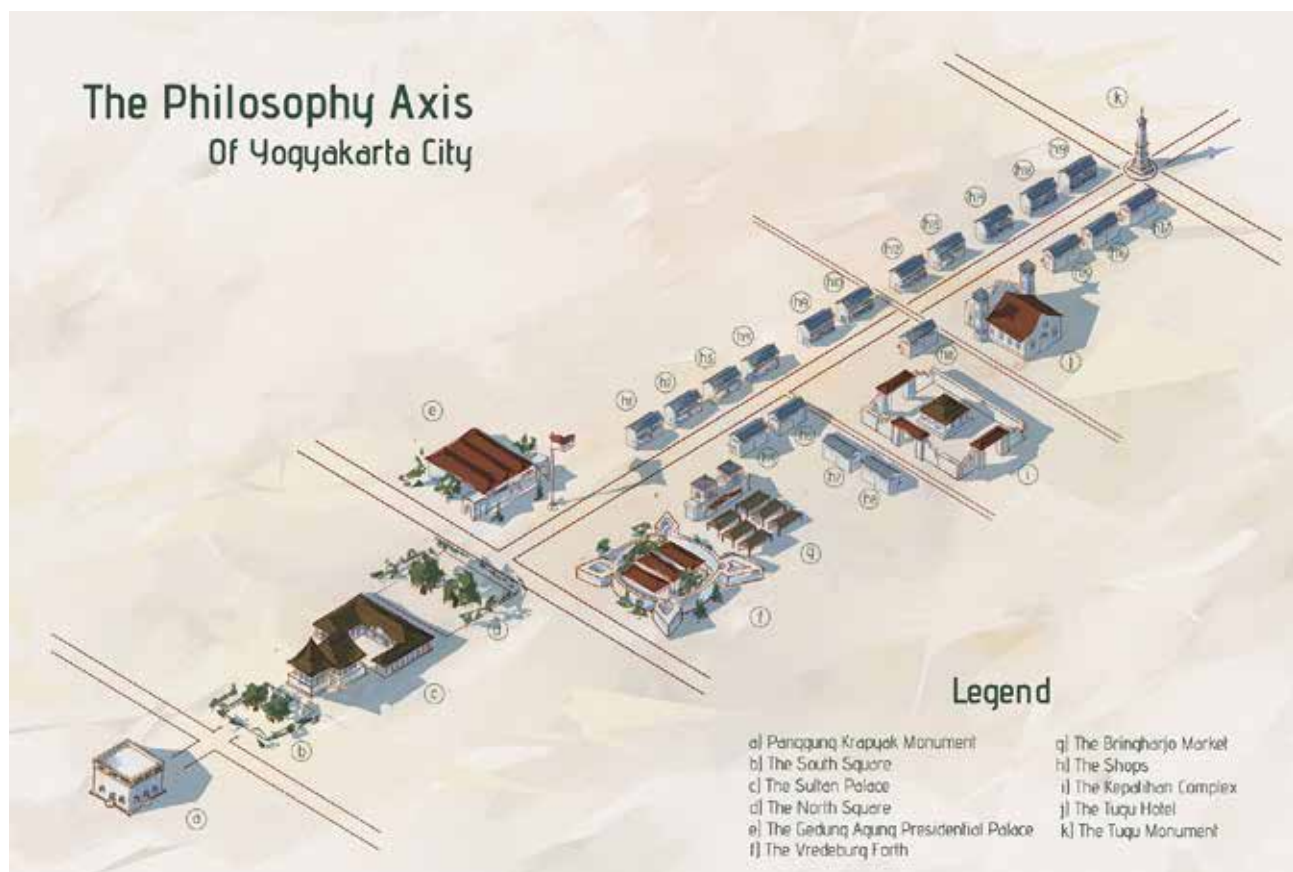 The Philosophy Axis
Of Yogyakarta City
k
e
g
f
i
j
d
c
b
a
Legend
a) Panggung Krapyak Monument
b) The South Square
c) The Sultan Palace
d) The North Square
e) The Gedung Agung Presidential Palace
f) The Vredeburg Forth
g) The Bringharjo Market
h) The Shops
i) The Kepatihan Complex
j) The Tugu Hotel
k) The Tugu Monument